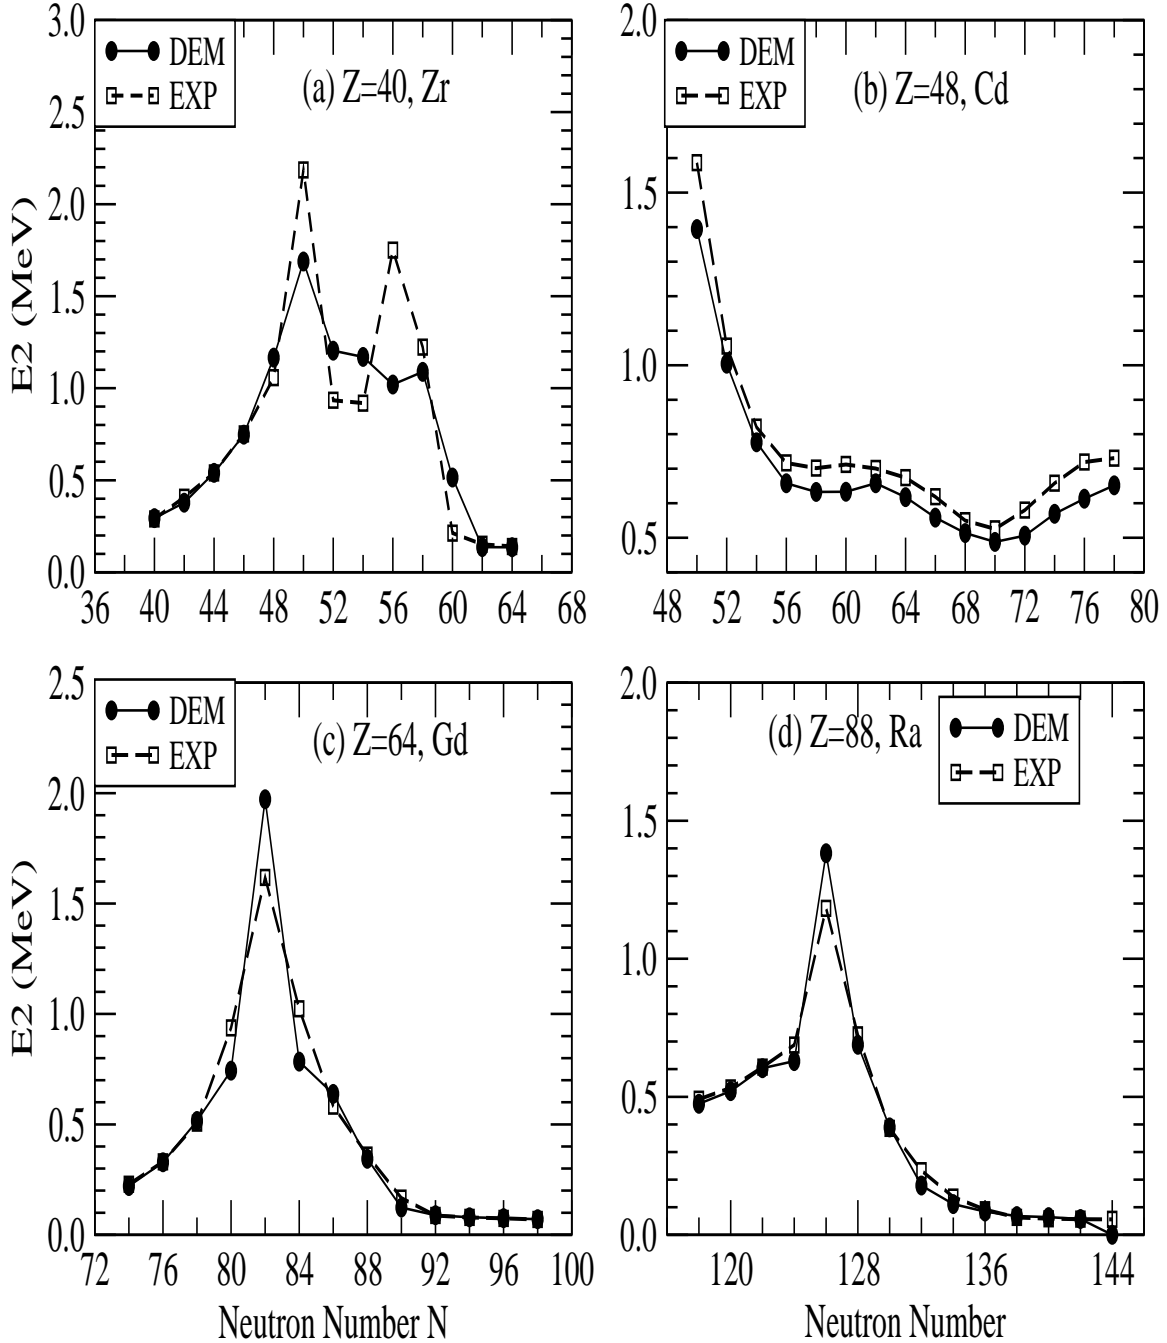 3.0
2.5
2.0
1.5
1.0
0.5
0.0
E2 (MeV)
DEM
EXP
(a) Z=40, Zr
36 40 44 48 52 56 60 64 68
2.0
1.5
1.0
0.5
DEM
EXP
(b) Z=48, Cd
48 52 56 60 64 68 72 76 80
2.5
2.0
1.5
1.0
0.5
0.0
E2 (MeV)
DEM
EXP
(c) Z=64, Gd
72 76 80 84 88 92 96 100
Neutron Number N
2.0
1.5
1.0
0.5
0.0
(d) Z=88, Ra
DEM
EXP
120 128 136 144
Neutron Number